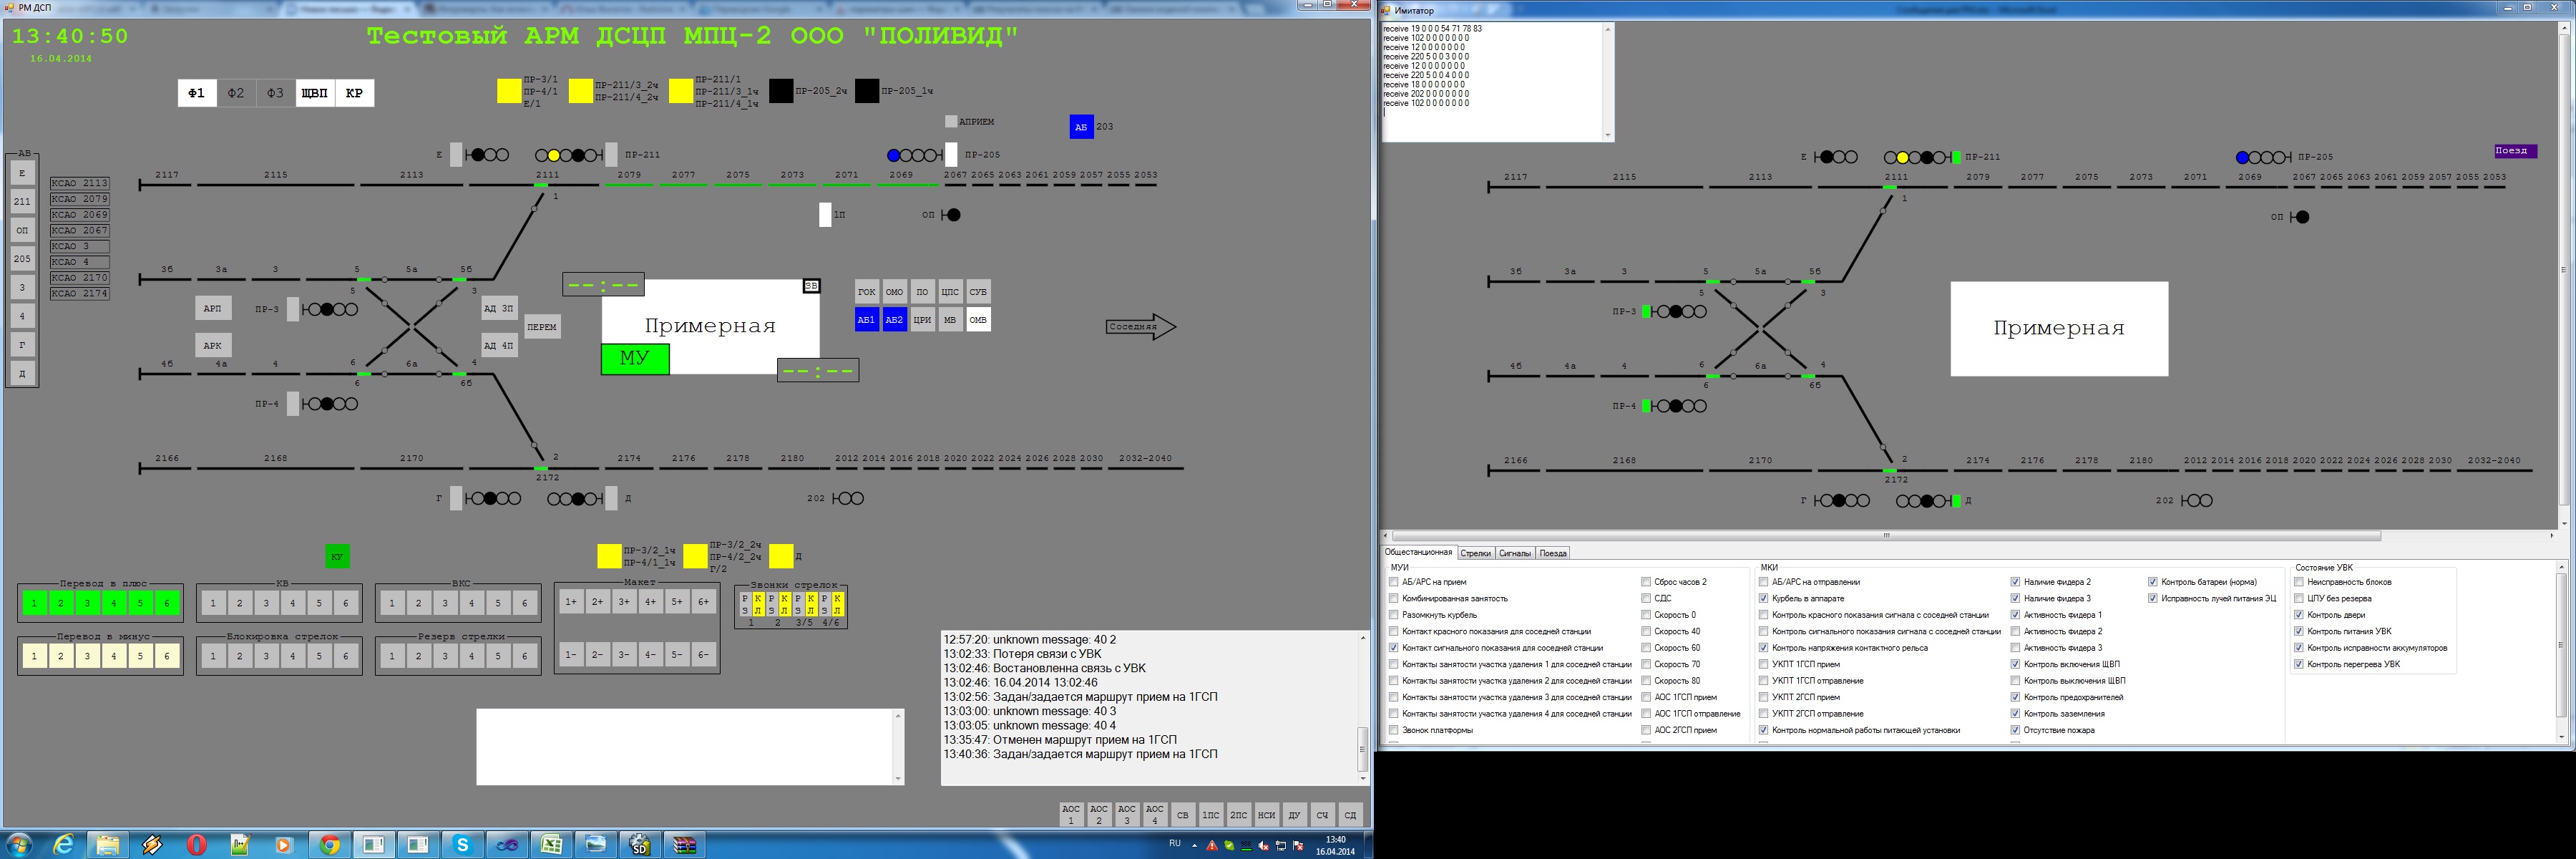 РМ ДСП
13:40:50
16.04.2014
Тестовый АРМ ДСЦП МПЦ-2 ООО "ПОЛИВИД"
Ф1 Ф2 Ф3 ЩВП КР
ПР-3/1
ПР-4/1
Е/1
ПР-211/3_2ч
ПР-211/4_2ч
ПР-211/1
ПР-211/3_1ч
ПР-211/4_1ч
ПР-205_2ч
ПР-205_1ч
АПРИЕМ
АБ 203
АВ
Е
211
ОП
205
3
4
Г
Д
КСАО 2113
КСАО 2079
КСАО 2069
КСАО 2067
КСАО 3
КСАО 4
КСАО 2170
КСАО 2174
Е ПР-211 ПР-205
2117 2115 2113 2111 2079 2077 2075 2073 2071 2069 2067 2065 2063 2061 2059 2057 2055 2053
1
1П ОП
3б 3а 3 5 5а 5б
5 3
АРП ПР-3 АД 3П
ПЕРЕМ
АРК АД 4П
4б 4а 4 6 6а 6б
6 4
ПР-4
--:--
ЗВ
Примерная
МУ
--:--
ГОК ОМО ПО ЦПС СУБ
АБ1 АБ2 ЦРИ МВ ОМВ
Соседняя
2166 2168 2170 2 2174 2176 2178 2180 2012 2014 2016 2018 2020 2022 2024 2026 2028 2030 2032-2040
2172
Г Д 202
КУ
ПР-3/2_1ч
ПР-4/1_1ч
ПР-3/2_2ч
ПР-4/2_2ч
Г/2
Д
Перевод в плюс
1 2 3 4 5 6
КВ
1 2 3 4 5 6
ВКС
1 2 3 4 5 6
Макет
1+ 2+ 3+ 4+ 5+ 6+
1- 2- 3- 4- 5- 6-
Звонки стрелок
Р К Р К Р К Р К
З Л З Л З Л З Л
1 2 3/5 4/6
Перевод в минус
1 2 3 4 5 6
Блокировка стрелок
1 2 3 4 5 6
Резерв стрелки
1 2 3 4 5 6
12:57:20: unknown message: 40 2
13:02:33: Потеря связи с УВК
13:02:46: Востановленна связь с УВК
13:02:46: 16.04.2014 13:02:46
13:02:56: Задан/задается маршрут прием на 1ГСП
13:03:00: unknown message: 40 3
13:03:05: unknown message: 40 4
13:35:47: Отменен маршрут прием на 1ГСП
13:40:36: Задан/задается маршрут прием на 1ГСП
АОС 1 АОС 2 АОС 3 АОС 4 СВ 1ПС 2ПС НСИ ДУ СЧ СД
RU
13:40
16.04.2014
Имитатор
receive 19 0 0 0 54 71 78 83
receive 102 0 0 0 0 0 0 0
receive 12 0 0 0 0 0 0 0
receive 220 5 0 0 3 0 0 0
receive 12 0 0 0 0 0 0 0
receive 220 5 0 0 4 0 0 0
receive 18 0 0 0 0 0 0 0
receive 202 0 0 0 0 0 0 0
receive 102 0 0 0 0 0 0 0
Поезд
Е ПР-211 ПР-205
2117 2115 2113 2111 2079 2077 2075 2073 2071 2069 2067 2065 2063 2061 2059 2057 2055 2053
1
ОП
3б 3а 3 5 5а 5б
5 3
ПР-3
Примерная
4б 4а 4 6 6а 6б
6 4
ПР-4
2166 2168 2170 2 2174 2176 2178 2180 2012 2014 2016 2018 2020 2022 2024 2026 2028 2030 2032-2040
2172
Г Д 202
Общестанционная Стрелки Сигналы Поезда
МУИ
АБ/АРС на прием
Комбинированная занятость
Разомкнуть курбель
Контакт красного показания для соседней станции
Контакт сигнального показания для соседней станции
Контакты занятости участка удаления 1 для соседней станции
Контакты занятости участка удаления 2 для соседней станции
Контакты занятости участка удаления 3 для соседней станции
Контакты занятости участка удаления 4 для соседней станции
Звонок платформы
Сброс часов 2
СДС
Скорость 0
Скорость 40
Скорость 60
Скорость 70
Скорость 80
АОС 1ГСП прием
АОС 1ГСП отправление
АОС 2ГСП прием
МКИ
АБ/АРС на отправлении
Курбель в аппарате
Контроль красного показания сигнала с соседней станции
Контроль сигнального показания сигнала с соседней станции
Контроль напряжения контактного рельса
УКПТ 1ГСП прием
УКПТ 1ГСП отправление
УКПТ 2ГСП прием
УКПТ 2ГСП отправление
Контроль нормальной работы питающей установки
Наличие фидера 2
Наличие фидера 3
Активность фидера 1
Активность фидера 2
Активность фидера 3
Контроль включения ЩВП
Контроль выключения ЩВП
Контроль предохранителей
Контроль заземления
Отсутствие пожара
Контроль батареи (норма)
Исправность лучей питания ЭЦ
Состояние УВК
Неисправность блоков
ЦПУ без резерва
Контроль двери
Контроль питания УВК
Контроль исправности аккумуляторов
Контроль перегрева УВК